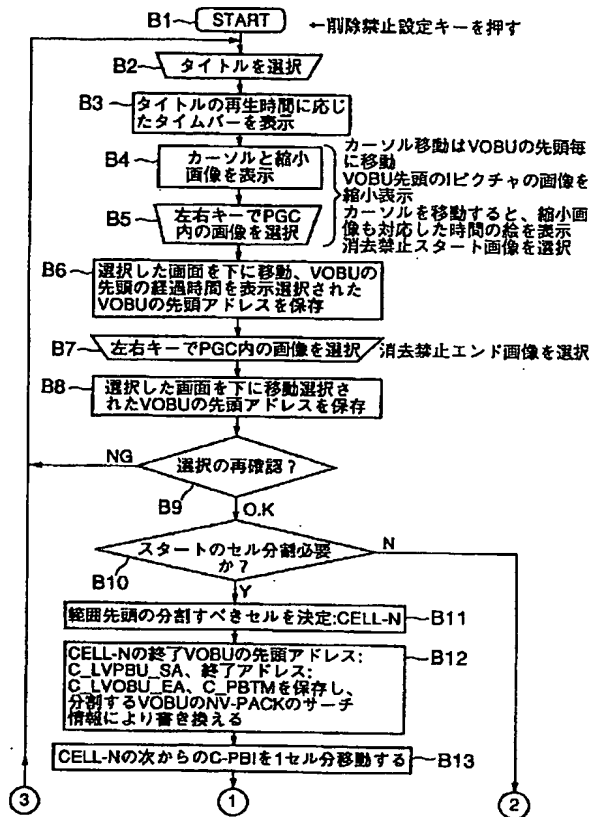 B1 START ←削除禁止設定キーを押す
B2 タイトルを選択
B3 タイトルの再生時間に応じ
たタイムバーを表示
B4 カーソルと縮小
画像を表示
B5 左右キーでPGC
内の画像を選択
カーソル移動はVOBUの先頭毎
に移動
VOBU先頭のIピクチャの画像を
縮小表示
カーソルを移動すると、縮小画
像も対応した時間の絵を表示
消去禁止スタート画像を選択
B6 選択した画面を下に移動、VOBUの
先頭の経過時間を表示選択された
VOBUの先頭アドレスを保存
B7 左右キーでPGC内の画像を選択 消去禁止エンド画像を選択
B8 選択した画面を下に移動選択さ
れたVOBUの先頭アドレスを保存
NG
選択の再確認？
B9
O.K
スタートのセル分割必要
か？
N
B10
Y
範囲先頭の分割すべきセルを決定:CELL-N B11
CELL-Nの終了VOBUの先頭アドレス:
C_LVPBU_SA、終了アドレス:
C_LVOBU_EA、C_PBTMを保存し、
分割するVOBUのNV-PACKのサーチ
情報により書き換える
B12
CELL-Nの次からのC-PBIを1セル分移動する B13
3 1 2